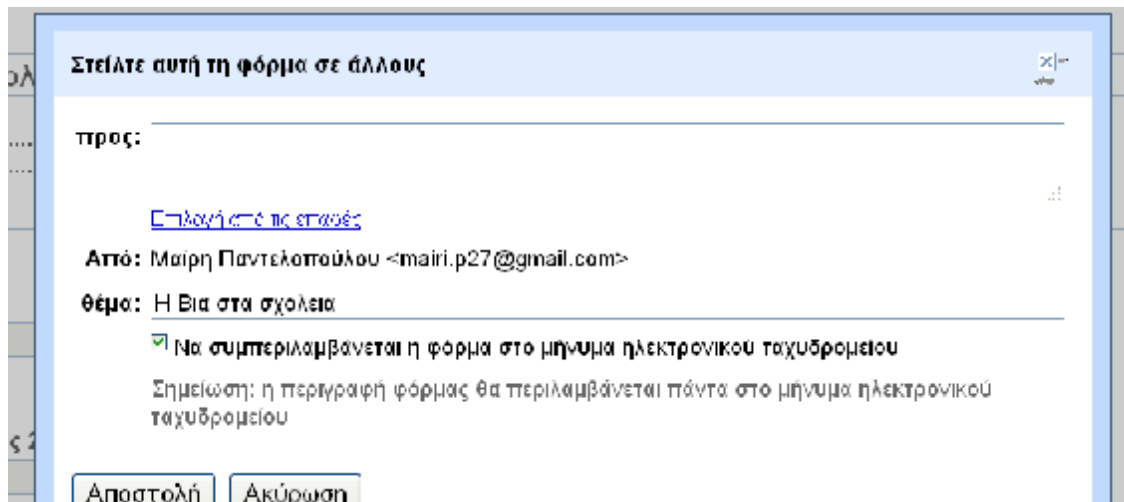 Στείλτε αυτή τη φόρμα σε άλλους
προς:
Επιλογή από τις επαφές
Από: Μαίρη Παντελοπούλου <mairi.p27@gmail.com>
θέμα: Η Βια στα σχολεια
Να συμπεριλαμβάνεται η φόρμα στο μήνυμα ηλεκτρονικού ταχυδρομείου
Σημείωση: η περιγραφή φόρμας θα περιλαμβάνεται πάντα στο μήνυμα ηλεκτρονικού
ταχυδρομείου
Αποστολή Ακύρωση